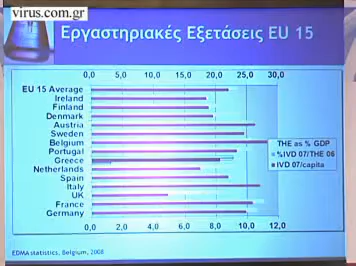 virus.com.gr
Εργαστηριακές Εξετάσεις EU 15
0,0 5,0 10,0 15,0 20,0 25,0 30,0
EU 15 Average
Ireland
Finland
Denmark
Austria
Sweden
Belgium
Portugal
Greece
Netherlands
Spain
Italy
UK
France
Germany
THE as % GDP
%IVD 07/THE 06
IVD 07/capita
0,0 2,0 4,0 6,0 8,0 10,0 12,0
EDMA statistics, Belgium, 2008